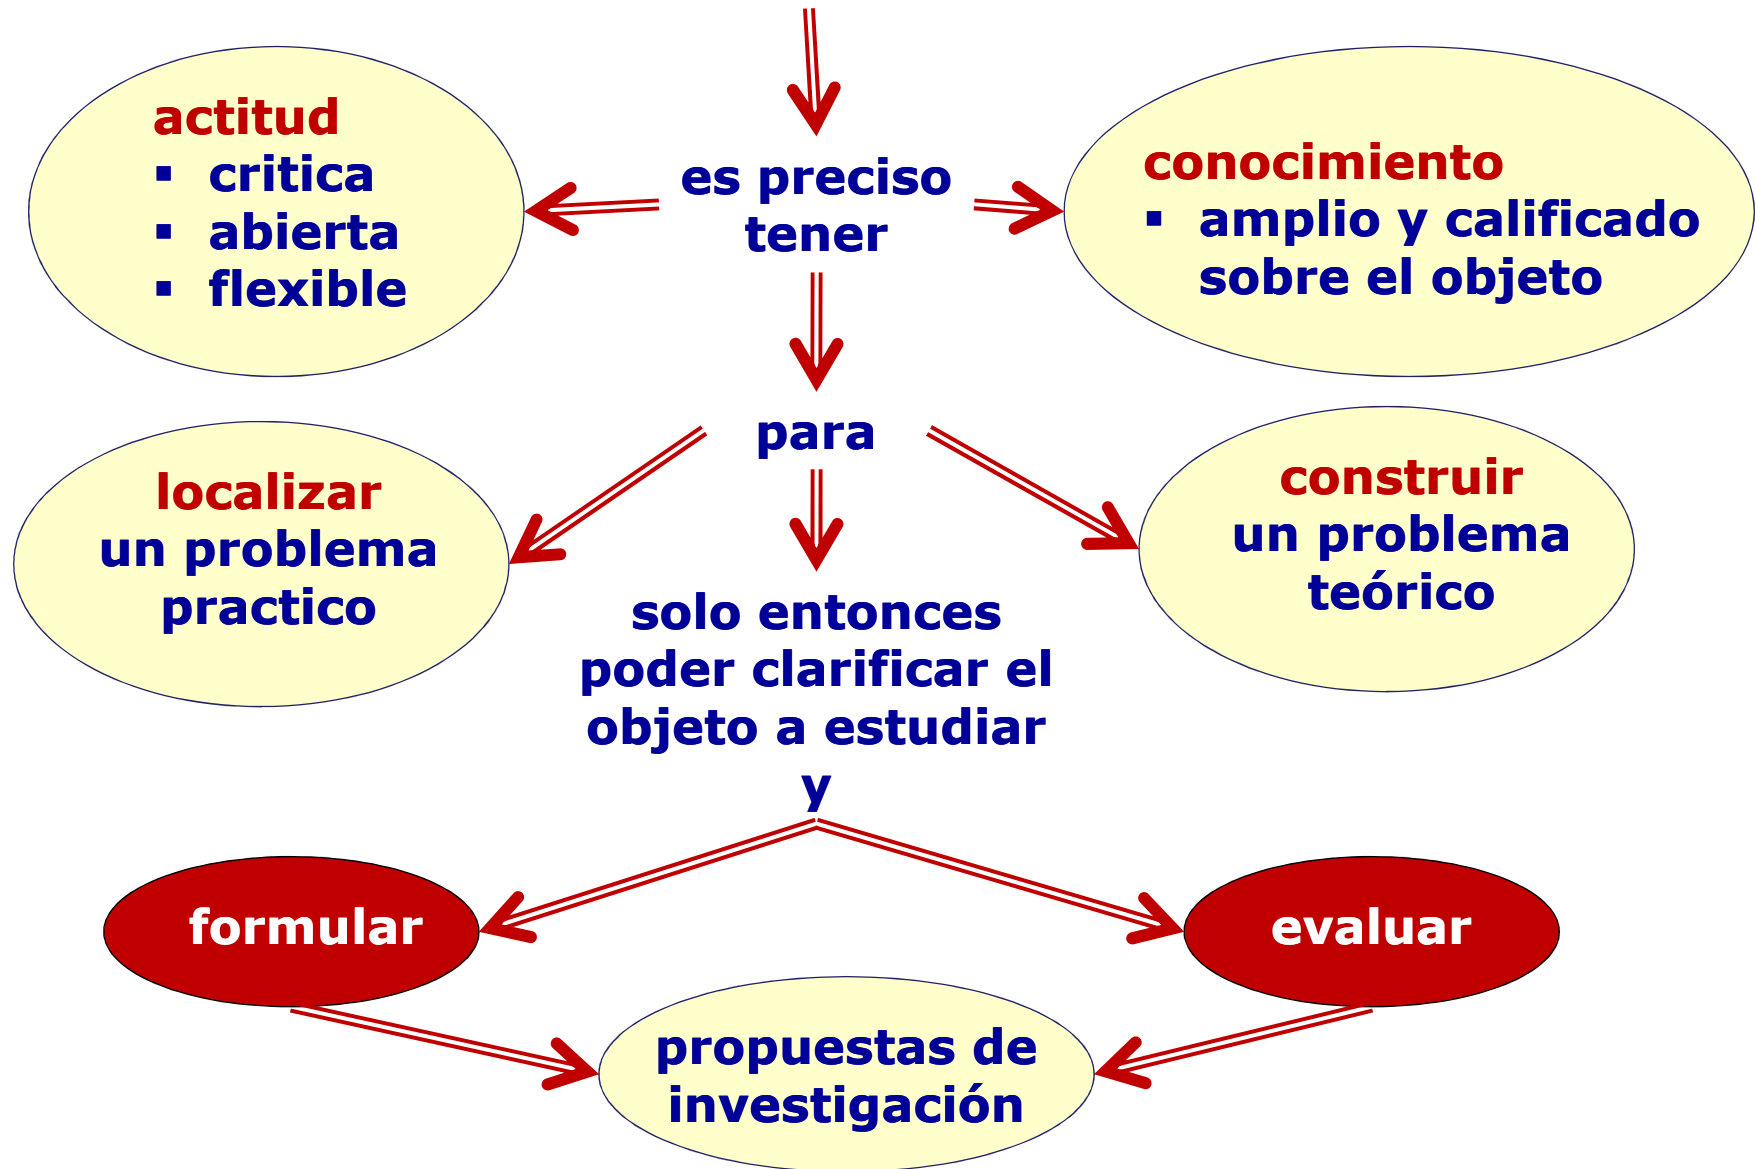 actitud
▪ critica
▪ abierta
▪ flexible
es preciso
tener
conocimiento
▪ amplio y calificado
sobre el objeto
para
localizar
un problema
practico
construir
un problema
teórico
solo entonces
poder clarificar el
objeto a estudiar
y
formular
evaluar
propuestas de
investigación